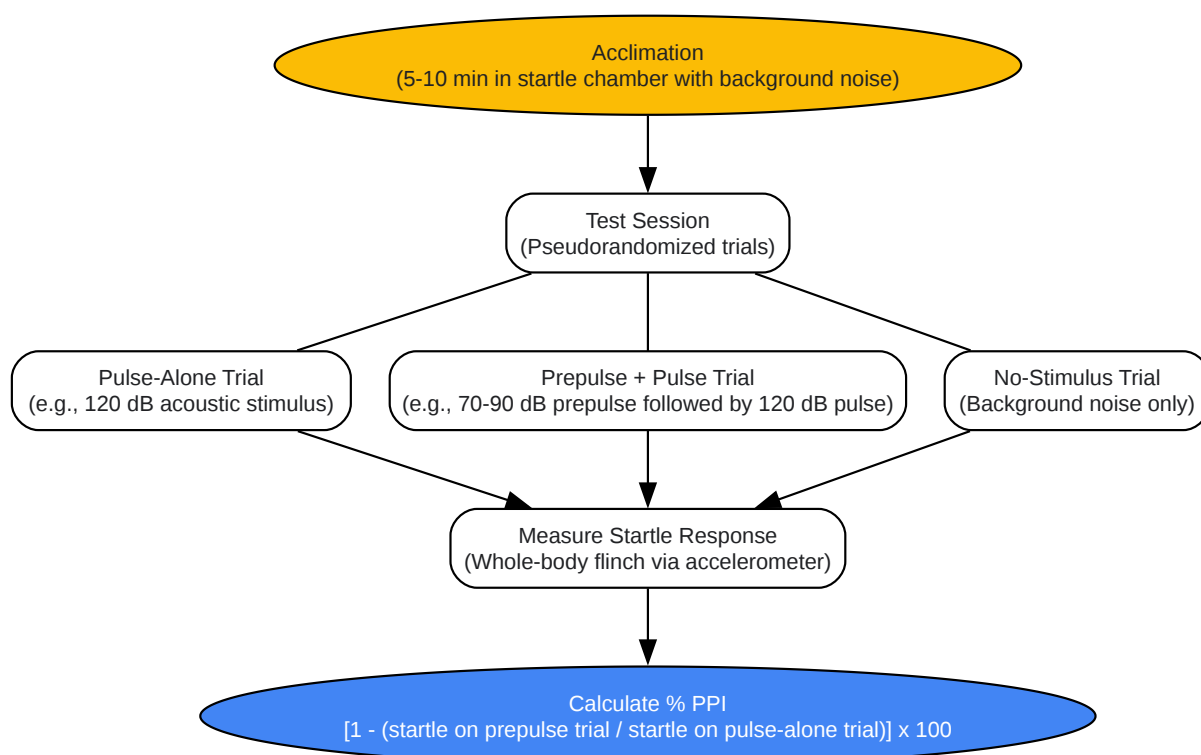 Acclimation
(5-10 min in startle chamber with background noise)
Test Session
(Pseudorandomized trials)
Pulse-Alone Trial
(e.g., 120 dB acoustic stimulus)
Prepulse + Pulse Trial
(e.g., 70-90 dB prepulse followed by 120 dB pulse)
No-Stimulus Trial
(Background noise only)
Measure Startle Response
(Whole-body flinch via accelerometer)
Calculate % PPI
[1 - (startle on prepulse trial / startle on pulse-alone trial)] x 100